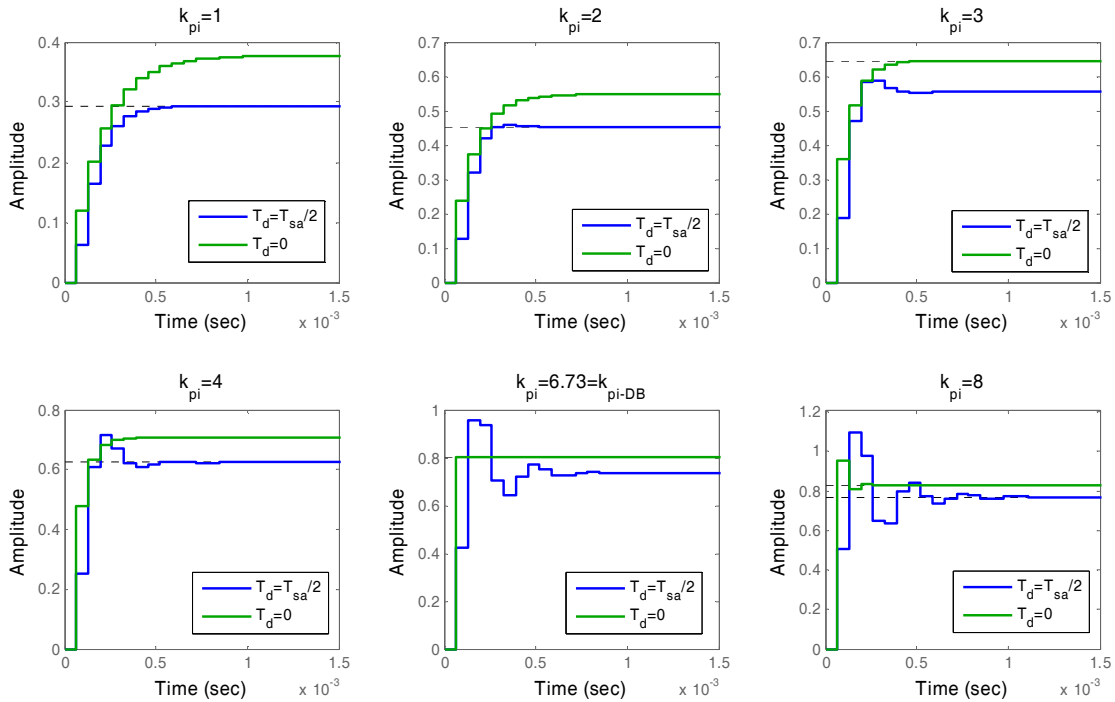 k_pi=1
Amplitude
0.4
0.3
0.2
0.1
0
T_d=T_sa/2
T_d=0
0 0.5 1 1.5
Time (sec)
x 10^-3
k_pi=2
Amplitude
0.7
0.6
0.5
0.4
0.3
0.2
0.1
0
T_d=T_sa/2
T_d=0
0 0.5 1 1.5
Time (sec)
x 10^-3
k_pi=3
Amplitude
0.7
0.6
0.5
0.4
0.3
0.2
0.1
0
T_d=T_sa/2
T_d=0
0 0.5 1 1.5
Time (sec)
x 10^-3
k_pi=4
Amplitude
0.8
0.6
0.4
0.2
0
T_d=T_sa/2
T_d=0
0 0.5 1 1.5
Time (sec)
x 10^-3
k_pi=6.73=k_pi-DB
Amplitude
1
0.8
0.6
0.4
0.2
0
T_d=T_sa/2
T_d=0
0 0.5 1 1.5
Time (sec)
x 10^-3
k_pi=8
Amplitude
1.2
1
0.8
0.6
0.4
0.2
0
T_d=T_sa/2
T_d=0
0 0.5 1 1.5
Time (sec)
x 10^-3